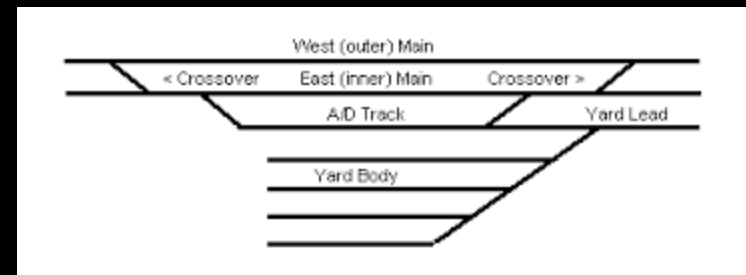 West (outer) Main
< Crossover East (inner) Main Crossover >
A/D Track Yard Lead
Yard Body